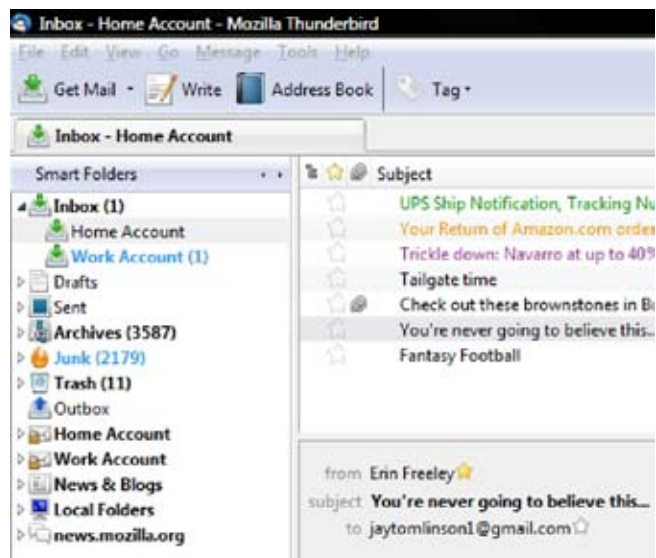 Inbox - Home Account - Mozilla Thunderbird
File Edit View Go Message Tools Help
Get Mail Write Address Book Tag
Inbox - Home Account
Smart Folders
Subject
Inbox (1)
Home Account
Work Account (1)
Drafts
Sent
Archives (3587)
Junk (2179)
Trash (11)
Outbox
Home Account
Work Account
News & Blogs
Local Folders
news.mozilla.org
UPS Ship Notification, Tracking Nu
Your Return of Amazon.com order
Trickle down: Navarro at up to 40%
Tailgate time
Check out these brownstones in B
You're never going to believe this...
Fantasy Football
from Erin Freeley
subject You're never going to believe this...
to jaytomlinson1@gmail.com